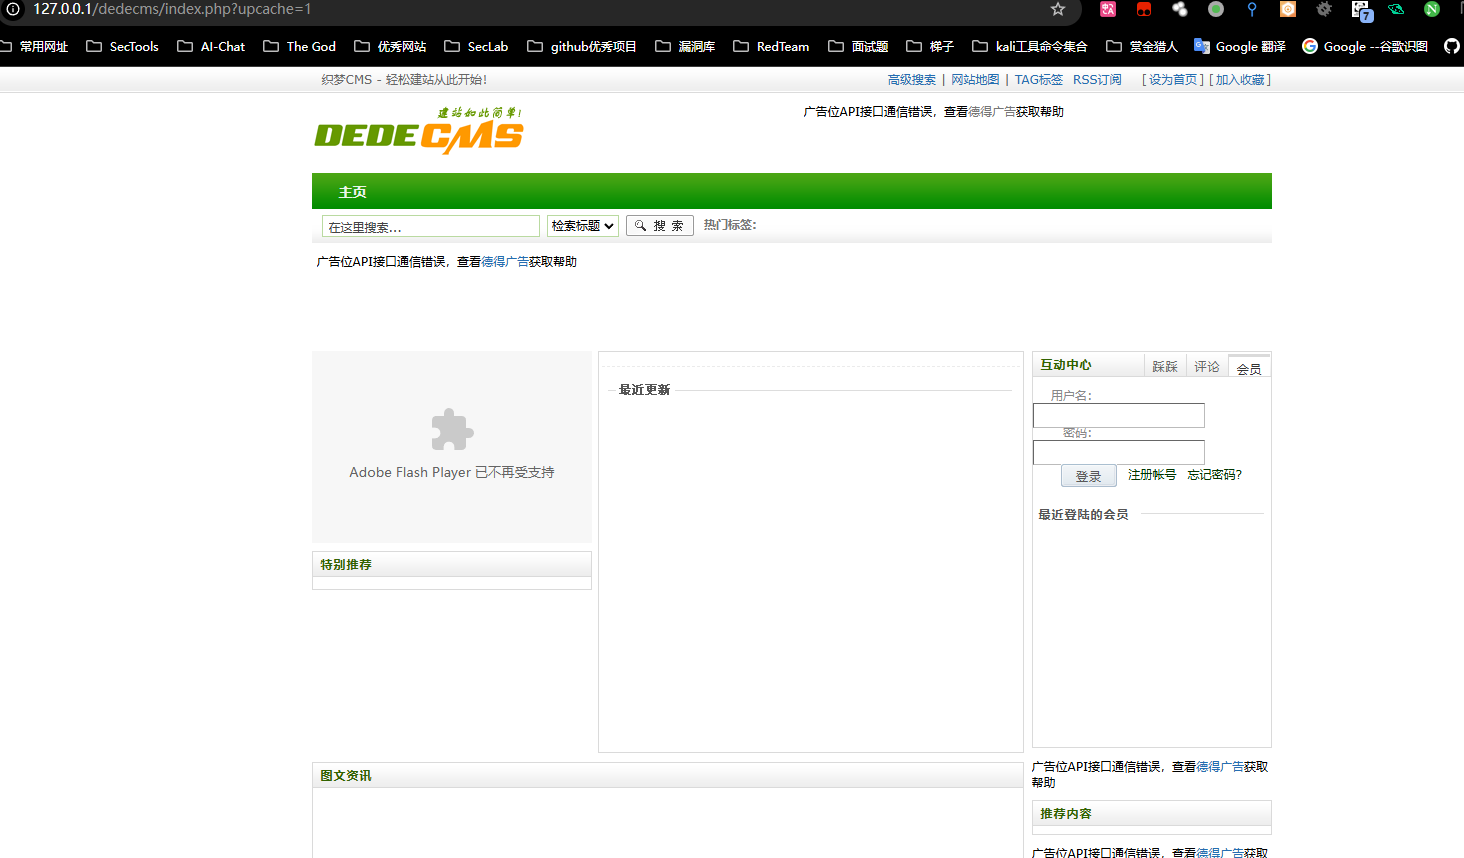 127.0.0.1/dedecms/index.php?upcache=1
7
常用网址 SecTools AI-Chat The God 优秀网站 SecLab github优秀项目 漏洞库 RedTeam 面试题 梯子 kali工具命令集合 赏金猎人 Google 翻译 Google --谷歌识图
织梦CMS - 轻松建站从此开始! 高级搜索 | 网站地图 | TAG标签 RSS订阅 [ 设为首页 ] [ 加入收藏 ]
建站如此简单! 广告位API接口通信错误，查看德得广告获取帮助
DEDECMS
主页
在这里搜索... 检索标题 搜 索 热门标签:
广告位API接口通信错误，查看德得广告获取帮助
互动中心 踩踩 评论 会员
最近更新
用户名：
密码：
Adobe Flash Player 已不再受支持
登录 注册帐号 忘记密码?
最近登陆的会员
特别推荐
广告位API接口通信错误，查看德得广告获取
帮助
图文资讯
推荐内容
广告位API接口通信错误，查看德得广告获取